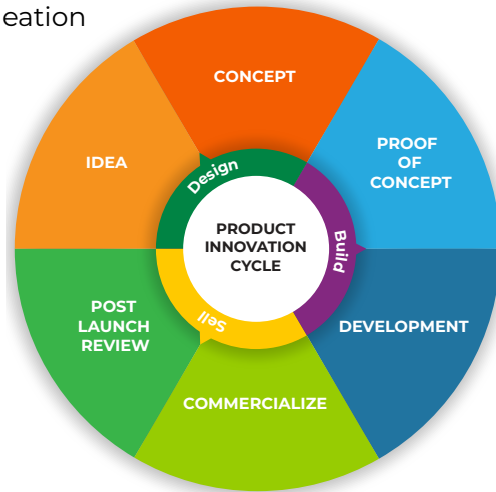 eation
CONCEPT
IDEA
PROOF
OF
CONCEPT
Design
Build
PRODUCT
INNOVATION
CYCLE
Sell
POST
LAUNCH
REVIEW
DEVELOPMENT
COMMERCIALIZE